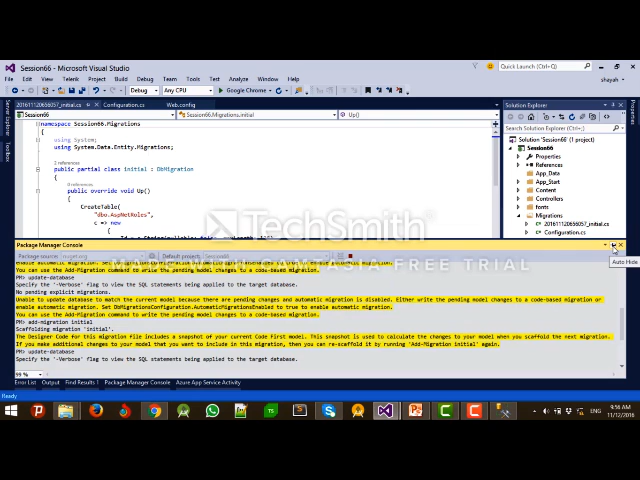 Session66 - Microsoft Visual Studio
Quick Launch (Ctrl+Q)
File Edit View Project Build Debug Team Tools Test Analyze Window Help
shayah
Debug Any CPU Google Chrome
201611120656057_initial.cs Configuration.cs Web.config
Session66 Session66.Migrations.initial Up()
namespace Session66.Migrations
{
using System;
using System.Data.Entity.Migrations;
2 references
public partial class initial : DbMigration
{
0 references
public override void Up()
{
CreateTable(
"dbo.AspNetRoles",
c => new
Server Explorer
Toolbox
Solution Explorer
Search Solution Explorer (Ctrl+;)
Solution 'Session66' (1 project)
Session66
Properties
References
App_Data
App_Start
Content
Controllers
fonts
Migrations
201611120656057_initial.cs
Configuration.cs
Properties
TechSmith
FREE TRIAL
Package Manager Console
Auto Hide
Package source: nuget.org
You can use the Add-Migration command to write the pending model changes to a code-based migration.
PM> update-database
Specify the '-Verbose' flag to view the SQL statements being applied to the target database.
No pending explicit migrations.
Unable to update database to match the current model because there are pending changes and automatic migration is disabled. Either write the pending model changes to a code-based migration or
enable automatic migration. Set DbMigrationsConfiguration.AutomaticMigrationsEnabled to true to enable automatic migration.
You can use the Add-Migration command to write the pending model changes to a code-based migration.
PM> add-migration initial
Scaffolding migration 'initial'.
The Designer Code for this migration file includes a snapshot of your current Code First model. This snapshot is used to calculate the changes to your model when you scaffold the next migration.
If you make additional changes to your model that you want to include in this migration, then you can re-scaffold it by running 'Add-Migration initial' again.
PM> update-database
Specify the '-Verbose' flag to view the SQL statements being applied to the target database.
99 %
Error List Output Find Results 1 Package Manager Console Azure App Service Activity
Ready
ENG
9:56 AM
11/12/2016